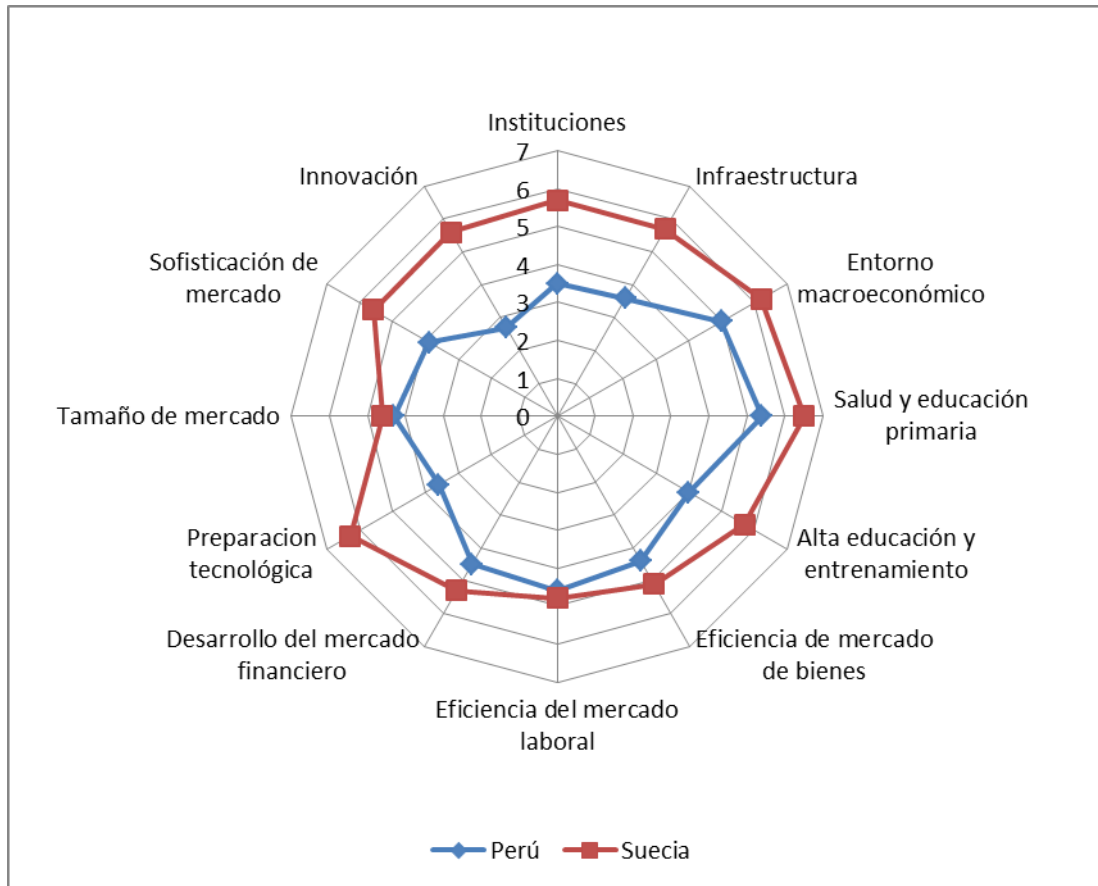 Instituciones
7
Innovación
Infraestructura
6
5
Sofisticación de
mercado
Entorno
macroeconómico
4
3
2
1
Tamaño de mercado
0
Salud y educación
primaria
Preparacion
tecnológica
Alta educación y
entrenamiento
Desarrollo del mercado
financiero
Eficiencia de mercado
de bienes
Eficiencia del mercado
laboral
Perú
Suecia